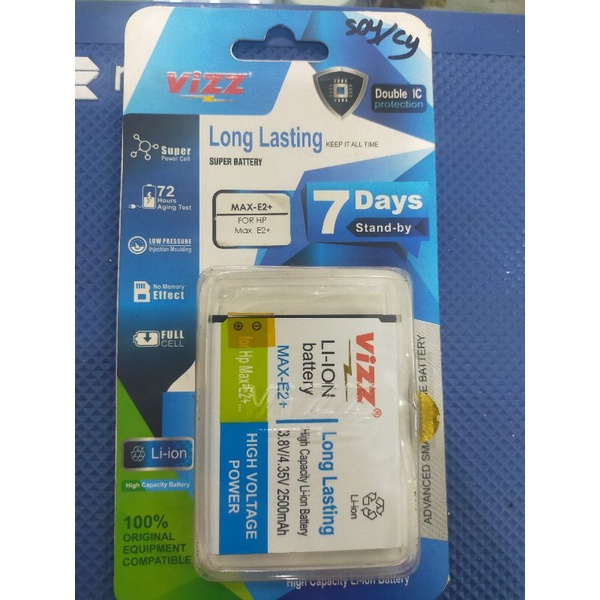 soy/cy
VIZZ®
Double IC
protection
Long Lasting KEEP IT ALL TIME
SUPER BATTERY
Super
Power Cell
72
Hours
Aging Test
LOW PRESSURE
Injection Moulding
No Memory
Effect
FULL
CELL
MAX-E2+
FOR HP
Max E2+
7 Days
Stand-by
VIZZ®
LI-ION
battery
MAX-E2+
for Hp Max-E2+...
Long Lasting
High Capacity Li-ion Battery
3.8V/4.35V 2500mAh
HIGH VOLTAGE
POWER
Li-ion
Li-ion
High Capacity Battery
100%
ORIGINAL
EQUIPMENT
COMPATIBLE
ADVANCED SMA
E BATTERY
High Capacity Li-ion Battery